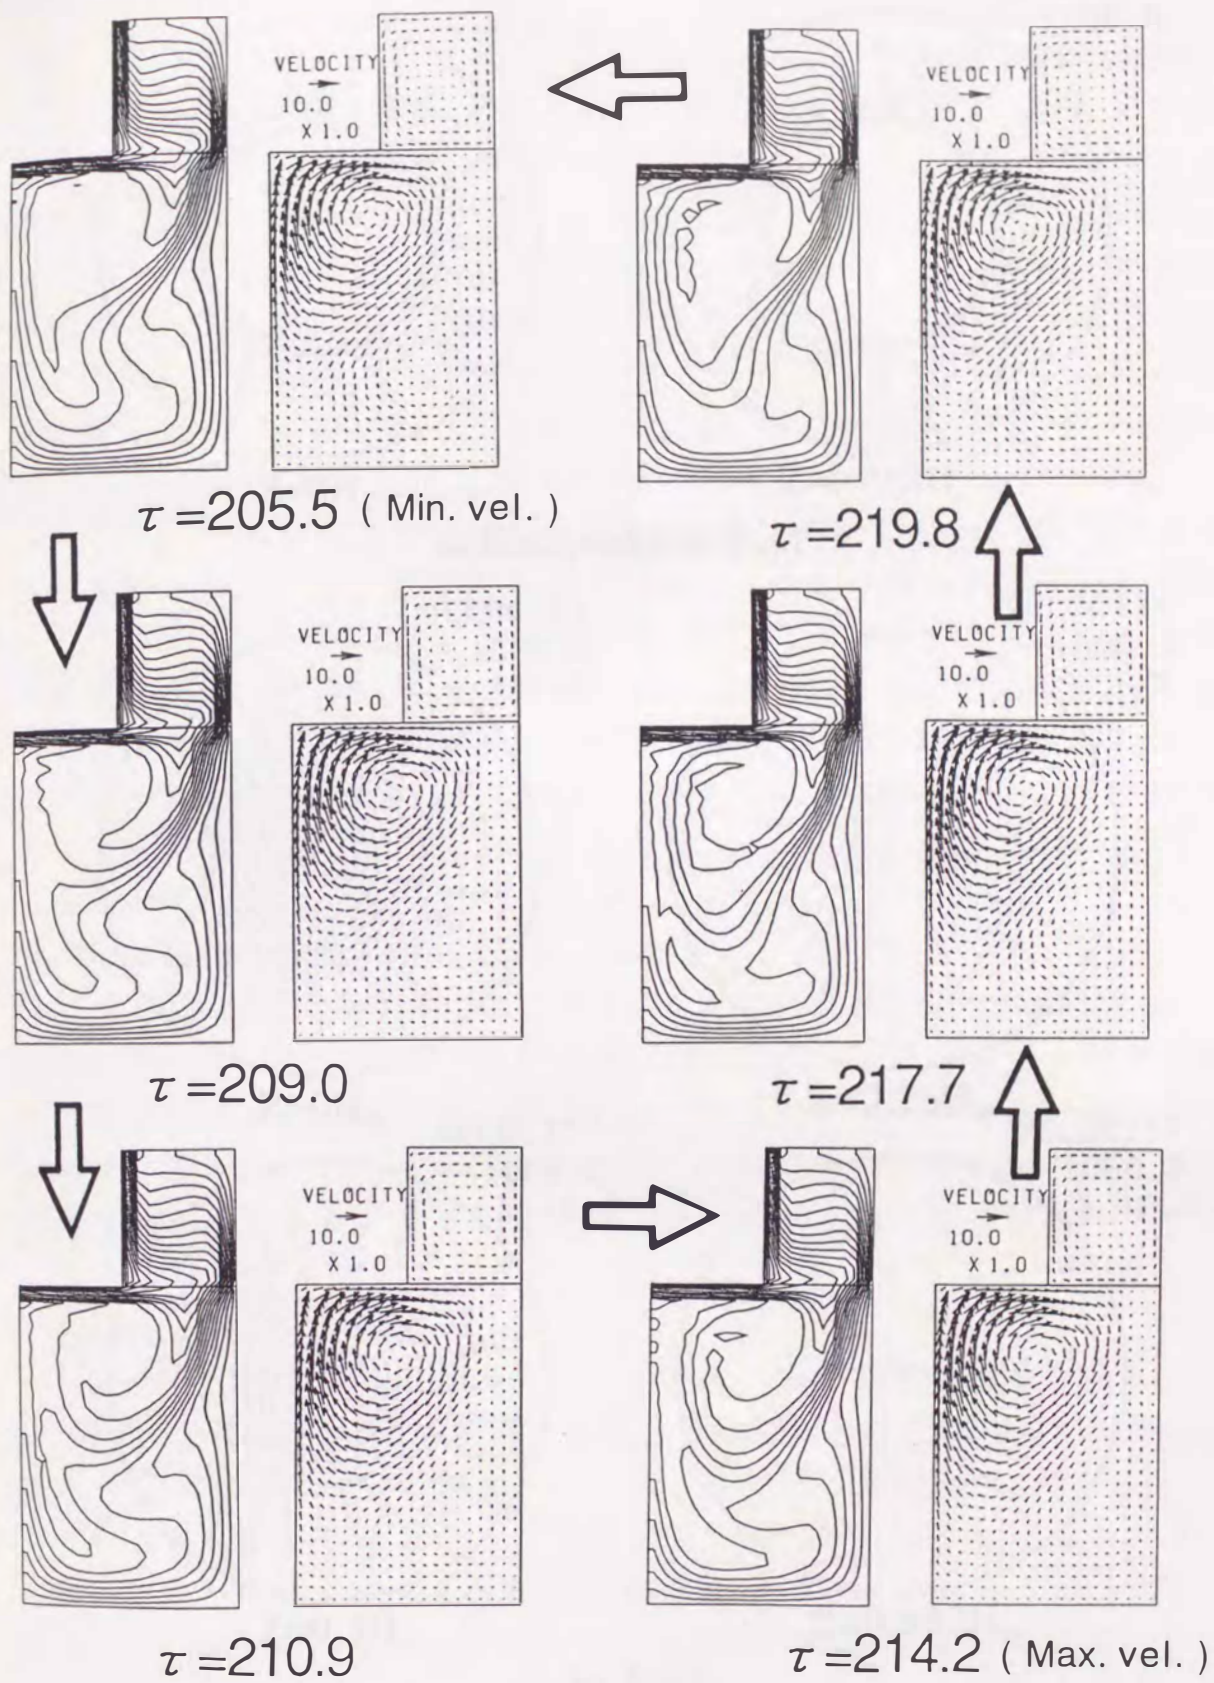 VELOCITY
10.0
X 1.0
VELOCITY
10.0
X 1.0
τ=205.5 ( Min. vel. )
τ=219.8
VELOCITY
10.0
X 1.0
VELOCITY
10.0
X 1.0
τ=209.0
τ=217.7
VELOCITY
10.0
X 1.0
VELOCITY
10.0
X 1.0
τ=210.9
τ=214.2 ( Max. vel. )